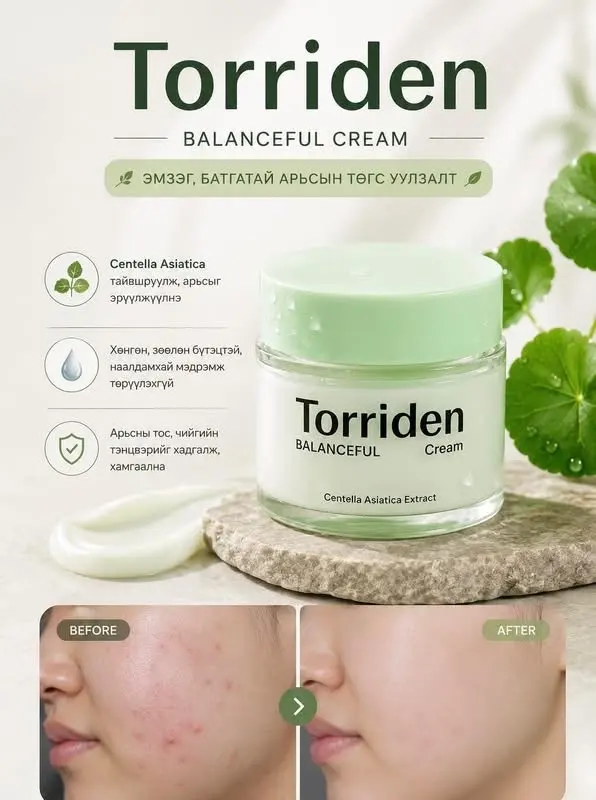 Torriden
BALANCEFUL CREAM
ЭМЗЭГ, БАТГАТАЙ АРЬСЫН ТӨГС УУЛЗАЛТ
Centella Asiatica
тайвшруулж, арьсыг
эрүүлжүүлнэ
Хөнгөн, зөөлөн бүтэцтэй,
наалдамхай мэдрэмж
төрүүлэхгүй
Арьсны тос, чийгийн
тэнцвэрийг хадгалж,
хамгаална
Torriden
BALANCEFUL Cream
Centella Asiatica Extract
BEFORE
AFTER